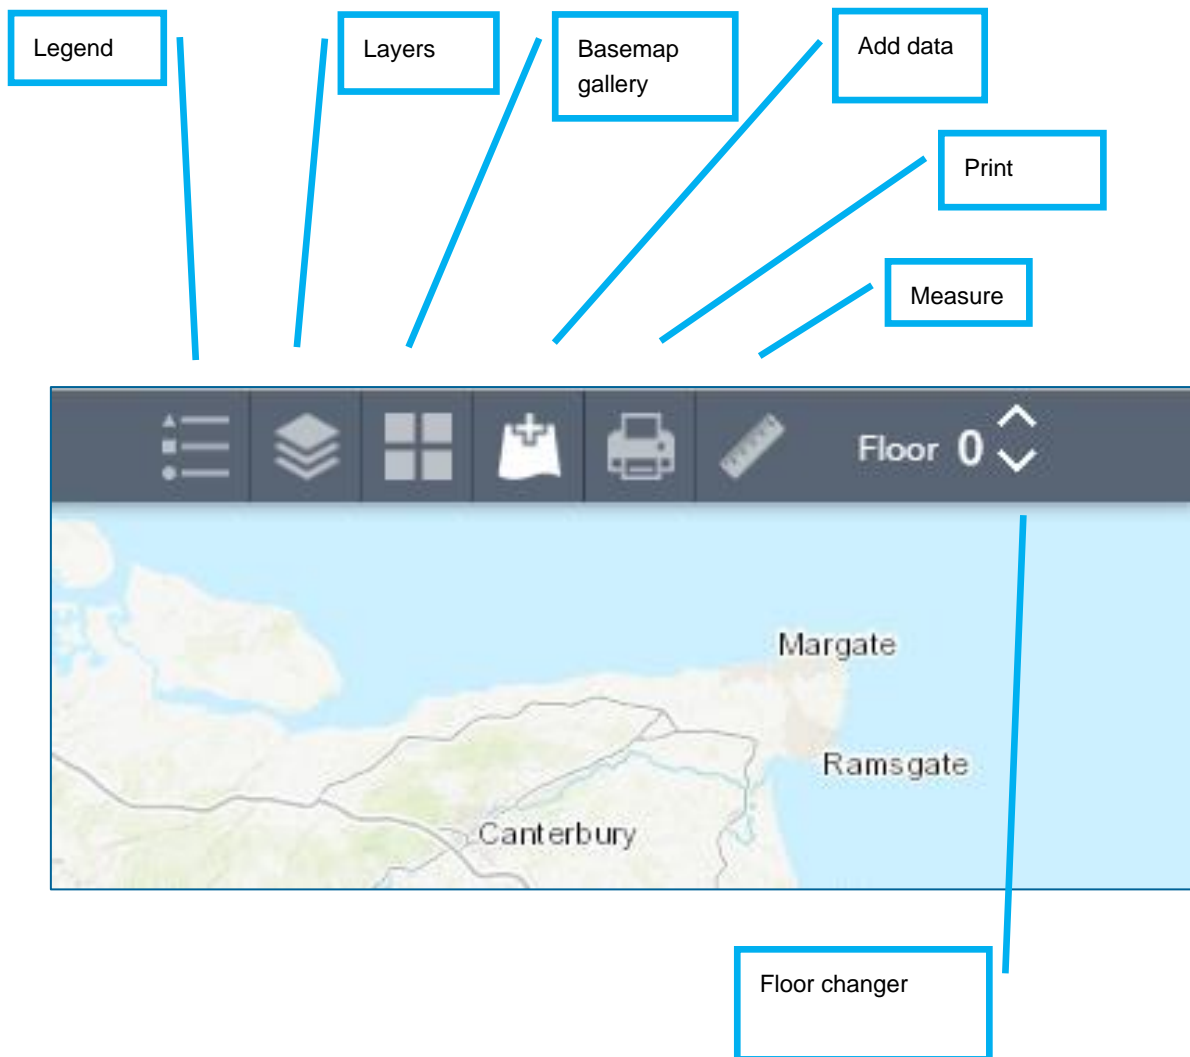 Legend
Layers
Basemap
gallery
Add data
Print
Measure
Floor 0
Margate
Ramsgate
Canterbury
Floor changer